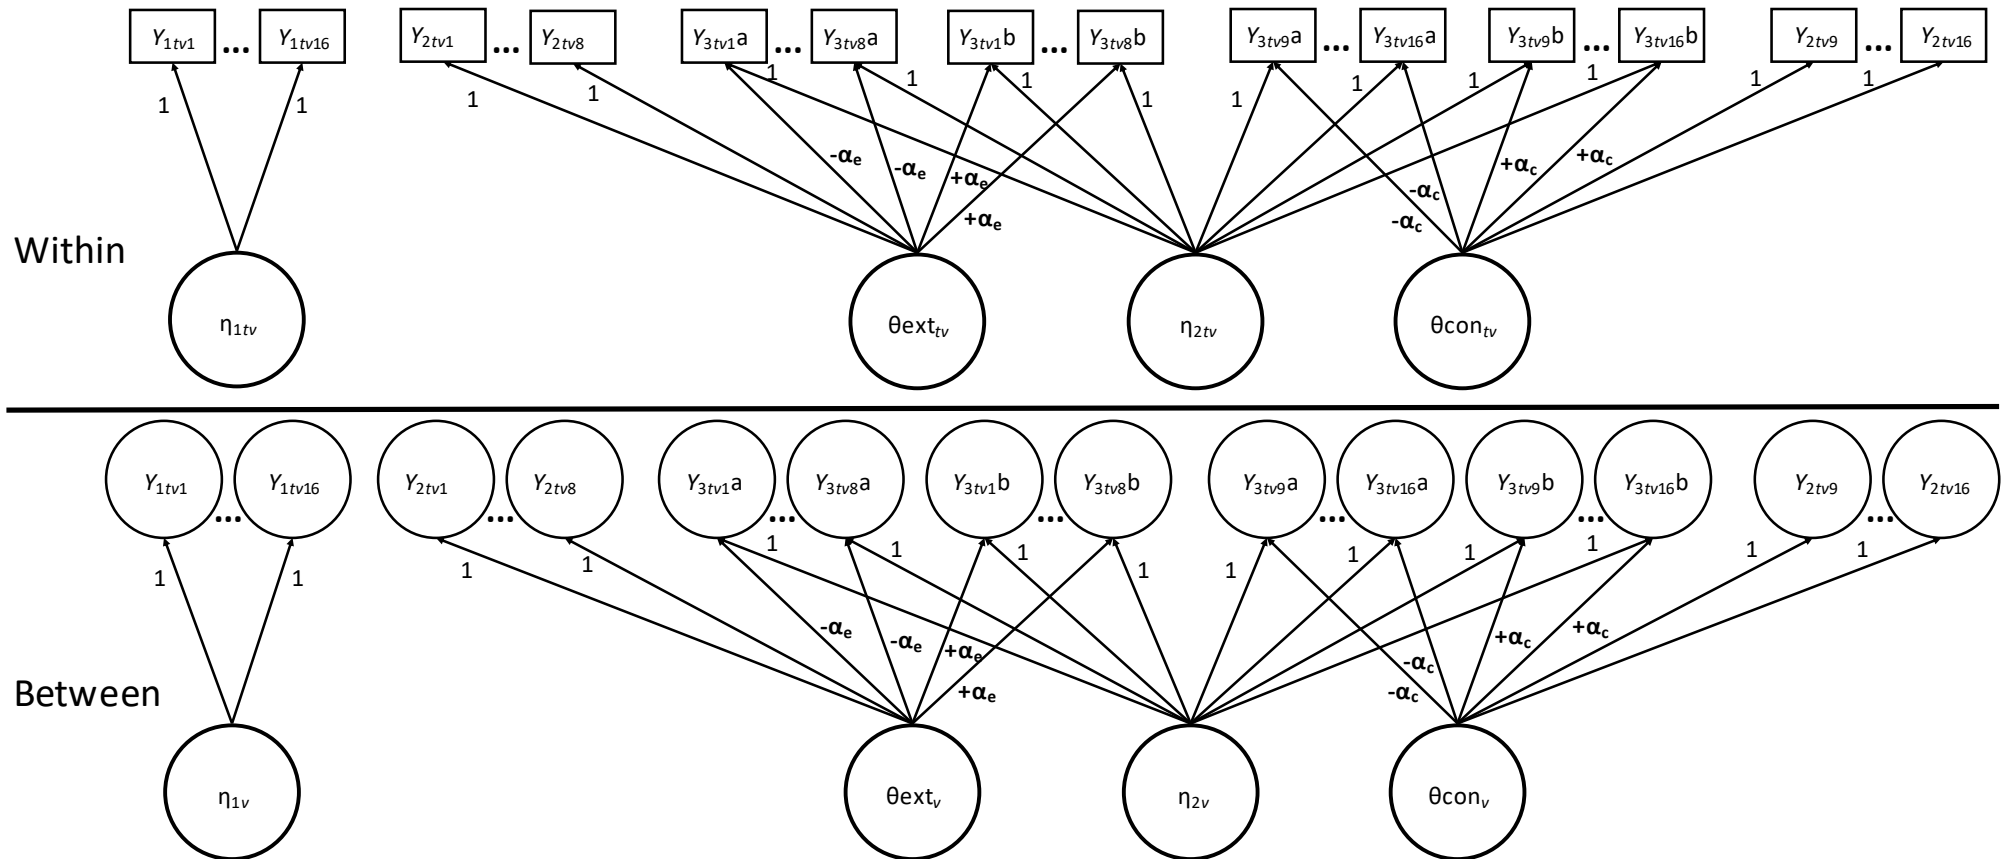 Y1tv1 ... Y1tv16 Y2tv1 ... Y2tv8 Y3tv1a ... Y3tv8a Y3tv1b ... Y3tv8b Y3tv9a ... Y3tv16a Y3tv9b ... Y3tv16b Y2tv9 ... Y2tv16
1 1 1 1 1 1 1 1 1 1 1 1 1 1
-αe -αe +αe +αe -αc -αc +αc +αc
Within
η1tv θexttv η2tv θcontv
Y1tv1 ... Y1tv16 Y2tv1 ... Y2tv8 Y3tv1a ... Y3tv8a Y3tv1b ... Y3tv8b Y3tv9a ... Y3tv16a Y3tv9b ... Y3tv16b Y2tv9 ... Y2tv16
1 1 1 1 1 1 1 1 1 1 1 1 1 1
-αe -αe +αe +αe -αc -αc +αc +αc
Between
η1v θextv η2v θconv